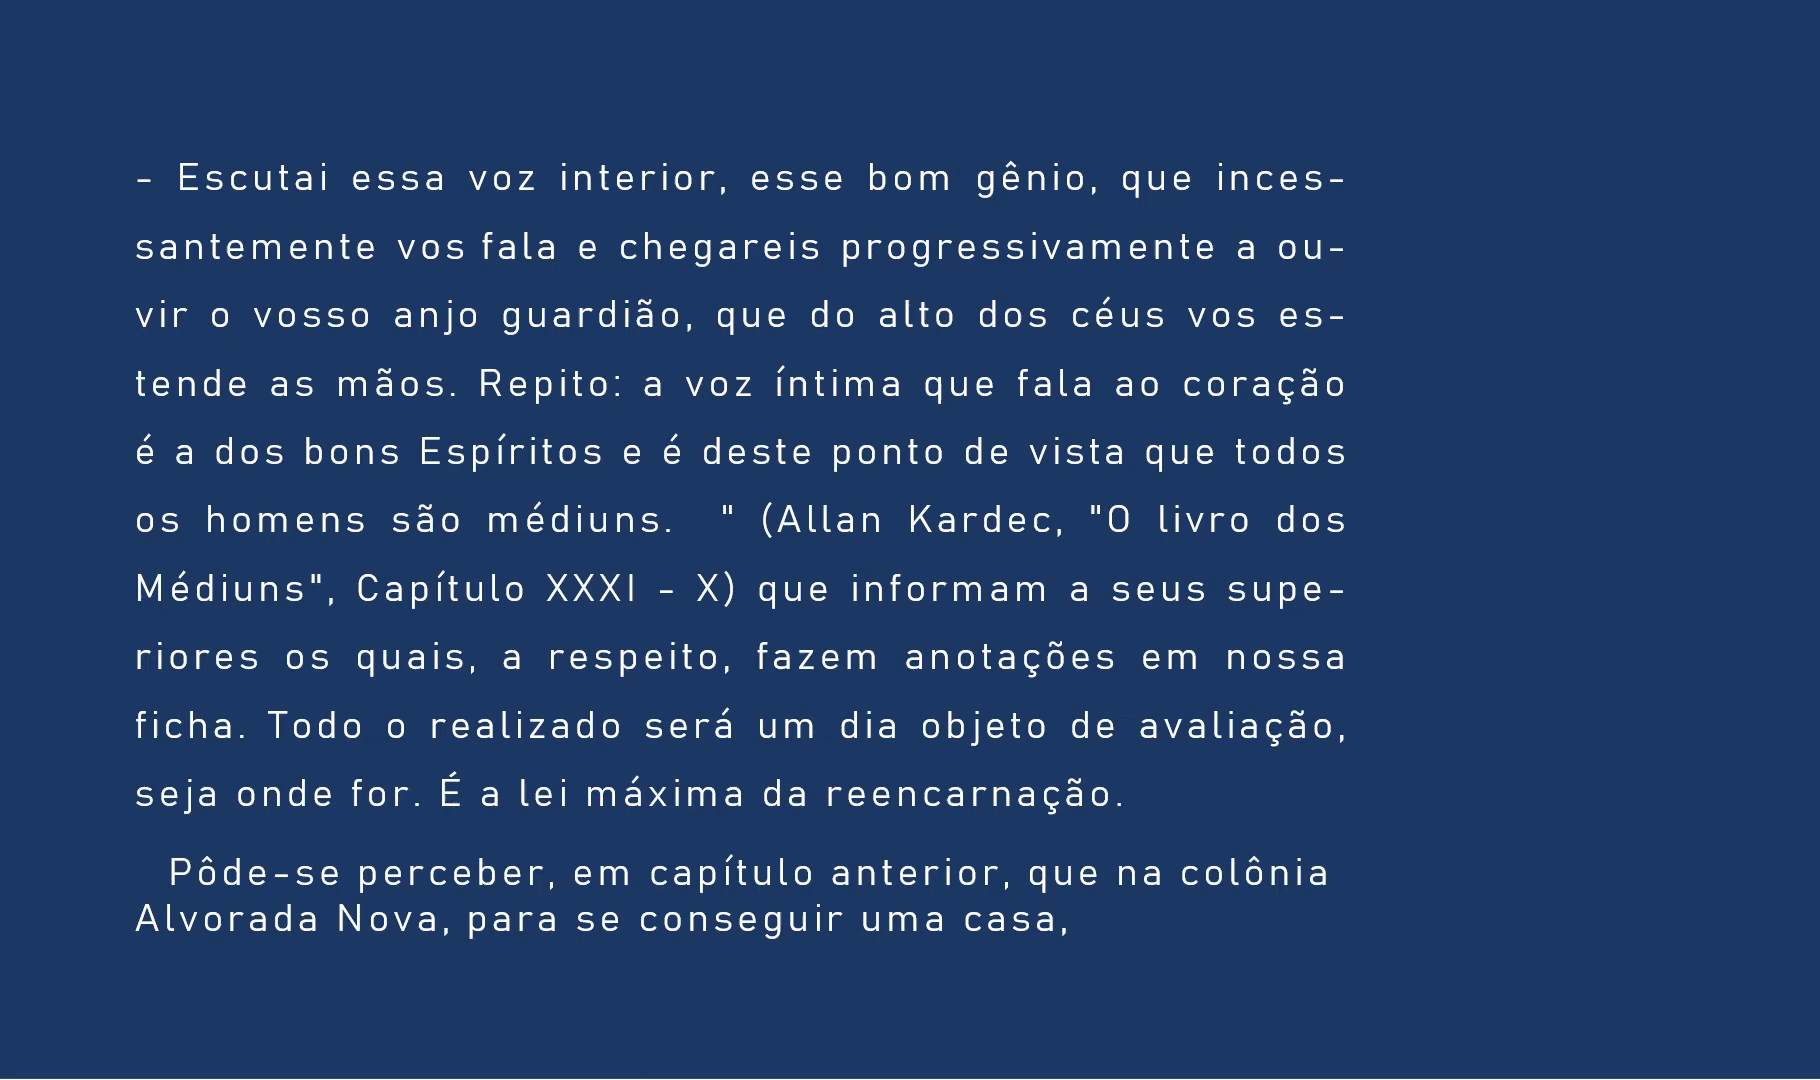 - Escutai essa voz interior, esse bom gênio, que inces-
santemente vos fala e chegareis progressivamente a ou-
vir o vosso anjo guardião, que do alto dos céus vos es-
tende as mãos. Repito: a voz íntima que fala ao coração
é a dos bons Espíritos e é deste ponto de vista que todos
os homens são médiuns. " (Allan Kardec, "O livro dos
Médiuns", Capítulo XXXI - X) que informam a seus supe-
riores os quais, a respeito, fazem anotações em nossa
ficha. Todo o realizado será um dia objeto de avaliação,
seja onde for. É a lei máxima da reencarnação.
Pôde-se perceber, em capítulo anterior, que na colônia
Alvorada Nova, para se conseguir uma casa,